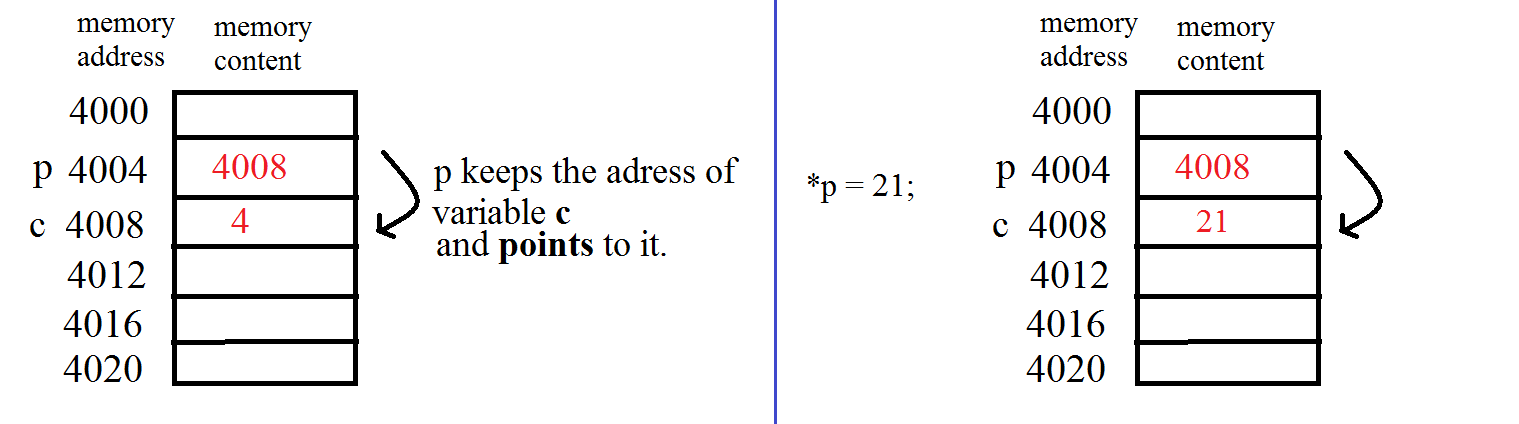 memory memory
address content
4000
p 4004 4008
c 4008 4
4012
4016
4020
p keeps the adress of
variable c
and points to it.
*p = 21;
memory memory
address content
4000
p 4004 4008
c 4008 21
4012
4016
4020